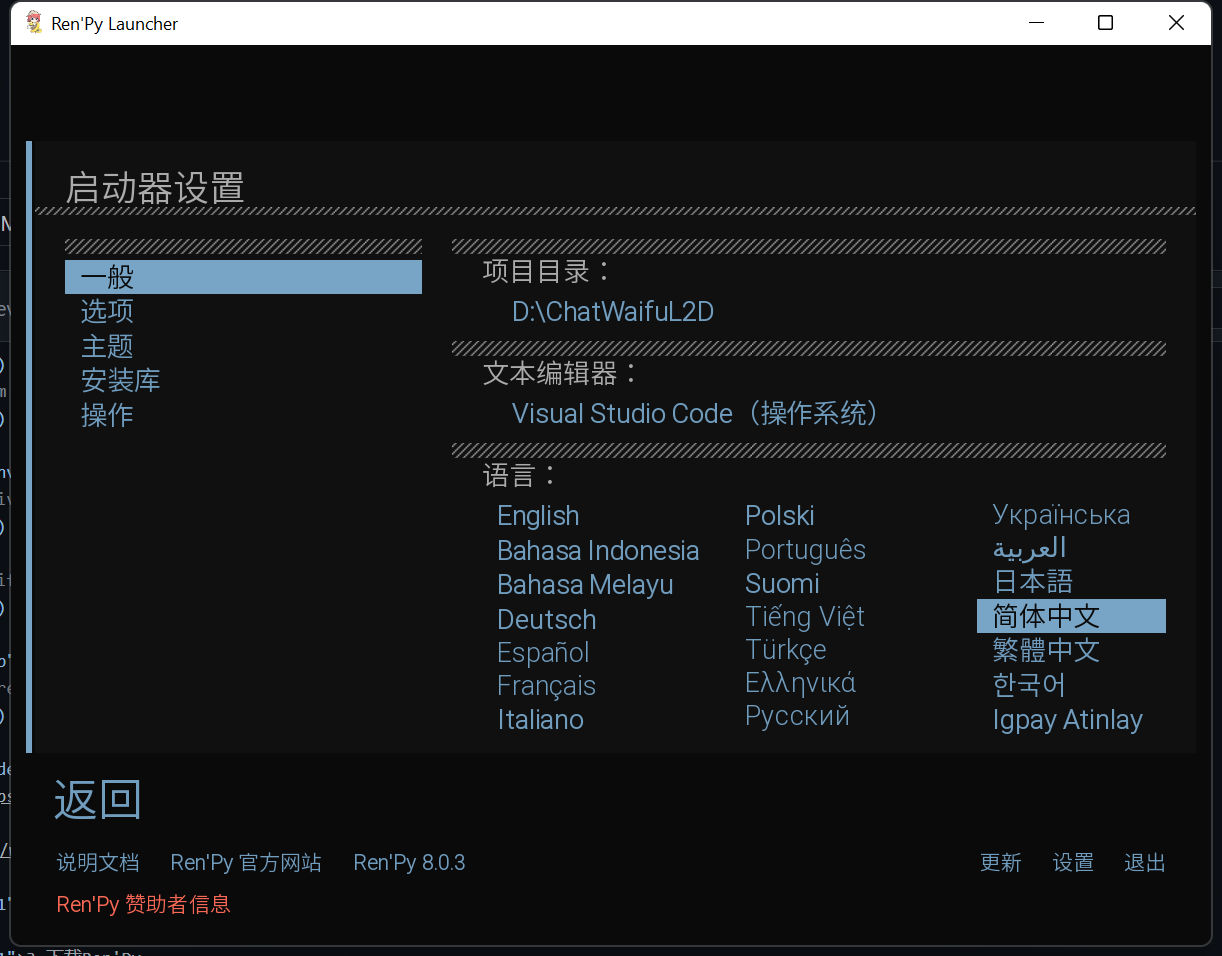 Ren'Py Launcher
启动器设置
一般
选项
主题
安装库
操作
项目目录：
D:\ChatWaifuL2D
文本编辑器：
Visual Studio Code（操作系统）
语言：
English
Bahasa Indonesia
Bahasa Melayu
Deutsch
Español
Français
Italiano
Polski
Português
Suomi
Tiếng Việt
Türkçe
Ελληνικά
Русский
Українська
العربية
日本語
简体中文
繁體中文
한국어
Igpay Atinlay
返回
说明文档 Ren'Py 官方网站 Ren'Py 8.0.3 更新 设置 退出
Ren'Py 赞助者信息